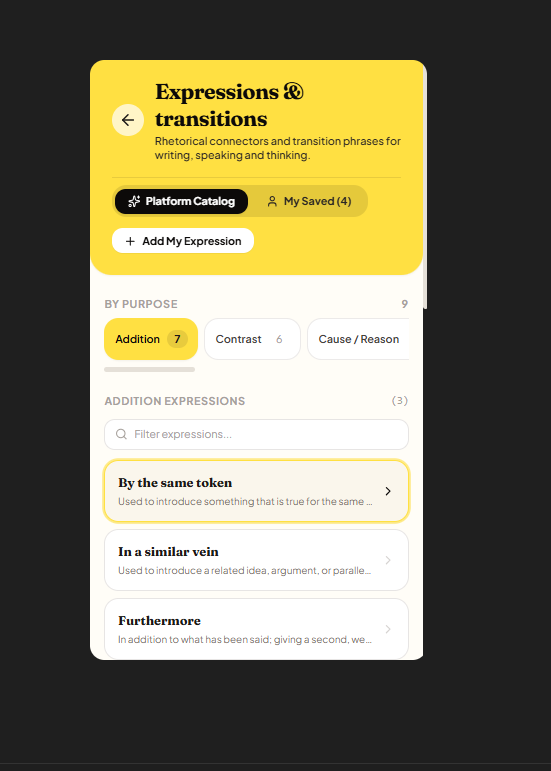 Expressions &
transitions
Rhetorical connectors and transition phrases for
writing, speaking and thinking.
Platform Catalog
My Saved (4)
Add My Expression
BY PURPOSE 9
Addition 7
Contrast 6
Cause / Reason
ADDITION EXPRESSIONS (3)
Filter expressions...
By the same token
Used to introduce something that is true for the same ...
In a similar vein
Used to introduce a related idea, argument, or paralle...
Furthermore
In addition to what has been said; giving a second, we...